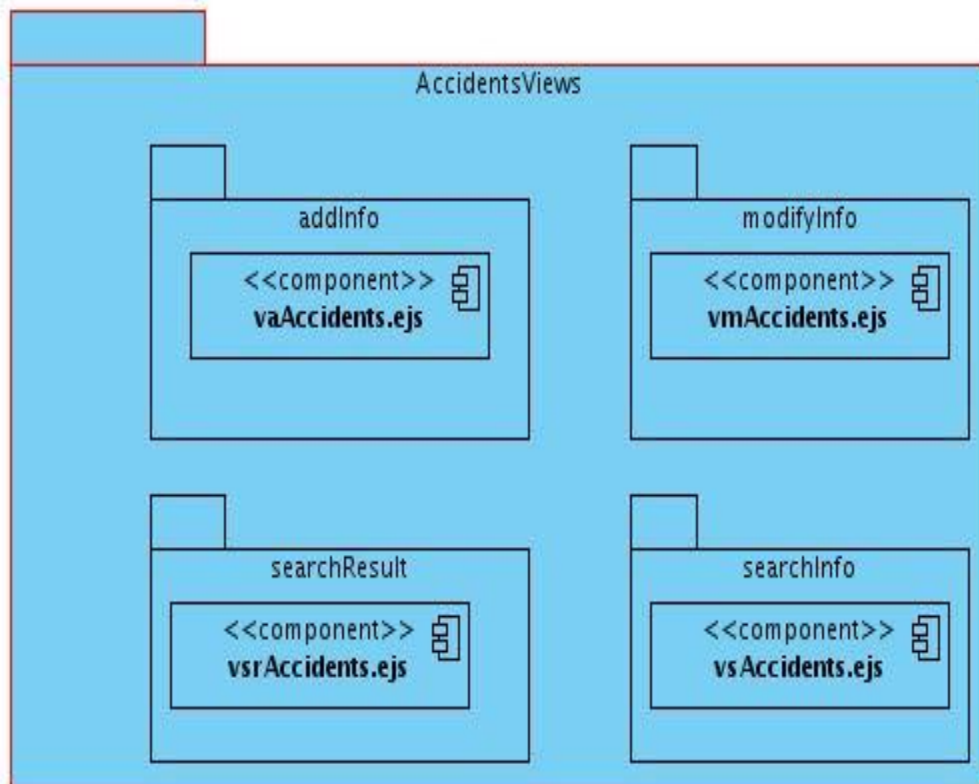 AccidentsViews
addInfo
<<component>>
vaAccidents.ejs
modifyInfo
<<component>>
vmAccidents.ejs
searchResult
<<component>>
vsrAccidents.ejs
searchInfo
<<component>>
vsAccidents.ejs